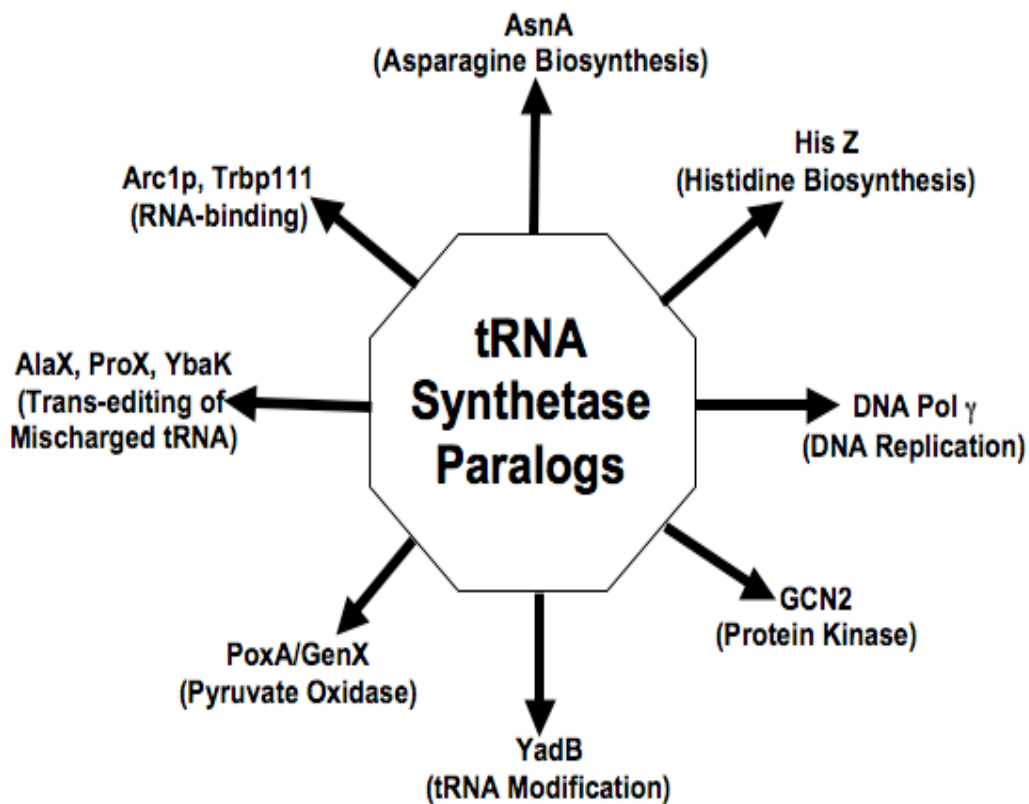 AsnA
(Asparagine Biosynthesis)
His Z
(Histidine Biosynthesis)
Arc1p, Trbp111
(RNA-binding)
tRNA
Synthetase
Paralogs
AlaX, ProX, YbaK
(Trans-editing of
Mischarged tRNA)
DNA Pol γ
(DNA Replication)
GCN2
(Protein Kinase)
PoxA/GenX
(Pyruvate Oxidase)
YadB
(tRNA Modification)